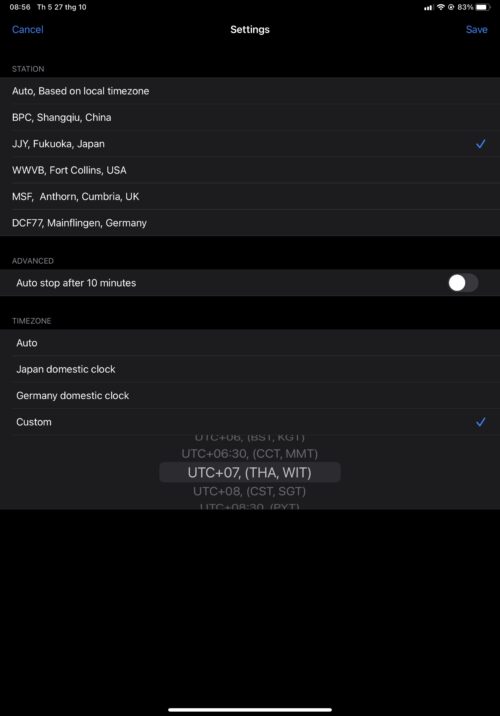 08:56 Th 5 27 thg 10 83%
Cancel Settings Save
STATION
Auto, Based on local timezone
BPC, Shangqiu, China
JJY, Fukuoka, Japan
WWVB, Fort Collins, USA
MSF, Anthorn, Cumbria, UK
DCF77, Mainflingen, Germany
ADVANCED
Auto stop after 10 minutes
TIMEZONE
Auto
Japan domestic clock
Germany domestic clock
Custom
UTC+06, (BST, KGT)
UTC+06:30, (CCT, MMT)
UTC+07, (THA, WIT)
UTC+08, (CST, SGT)
UTC+08:30, (PYT)